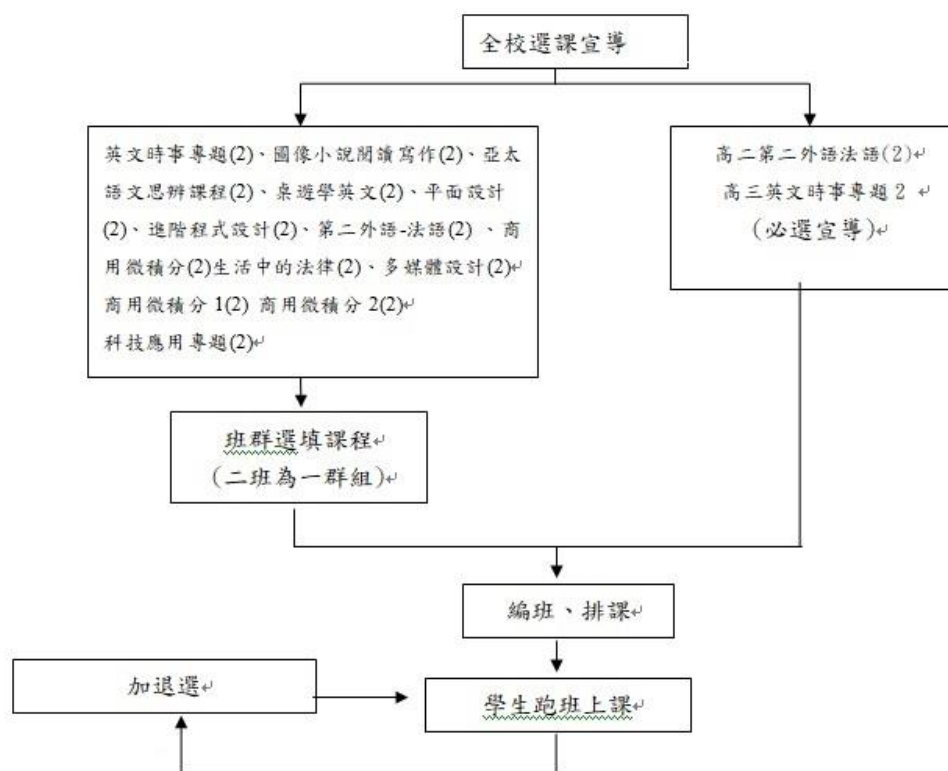 全校選課宣導
英文時事專題(2)、圖像小說閱讀寫作(2)、亞太
語文思辨課程(2)、桌遊學英文(2)、平面設計
(2)、進階程式設計(2)、第二外語-法語(2) 、商
用微積分(2)生活中的法律(2)、多媒體設計(2)↵
商用微積分 1(2) 商用微積分 2(2)↵
科技應用專題(2)↵
高二第二外語法語(2)
高三英文時事專題 2
(必選宣導)↵
班群選填課程↵
(二班為一群組)↵
編班、排課↵
加退選↵
學生跑班上課↵